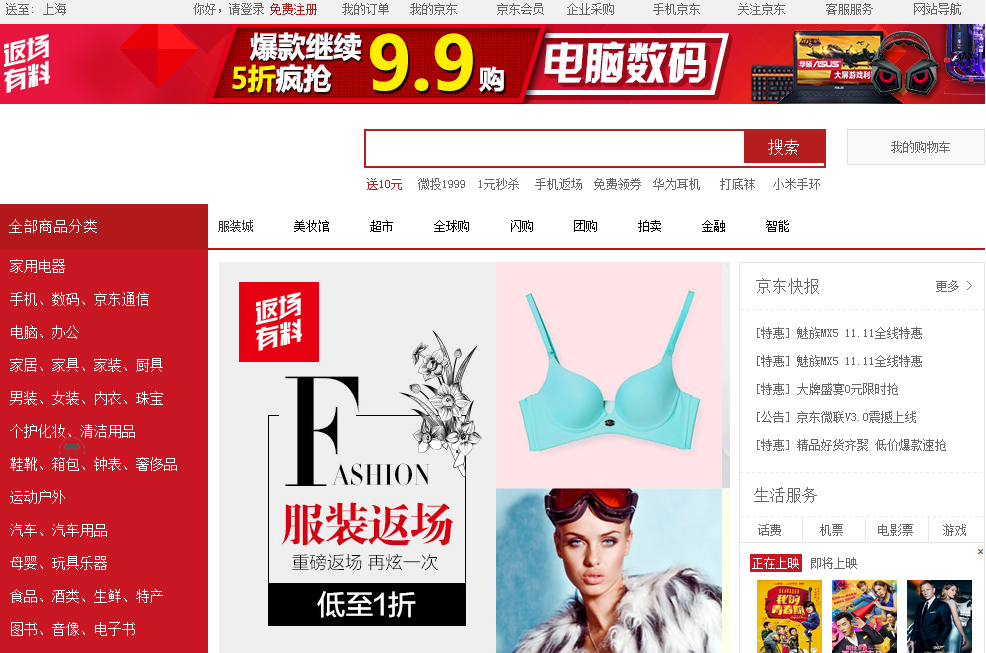 送至: 上海 你好, 请登录 免费注册 我的订单 我的京东 京东会员 企业采购 手机京东 关注京东 客服服务 网站导航
返场
有料
爆款继续
5折疯抢
9.9购
电脑数码
华硕ASUS
大屏游戏利
搜索
我的购物车
送10元 微投1999 1元秒杀 手机返场 免费领券 华为耳机 打底袜 小米手环
全部商品分类
服装城 美妆馆 超市 全球购 闪购 团购 拍卖 金融 智能
家用电器
手机、数码、京东通信
电脑、办公
家居、家具、家装、厨具
男装、女装、内衣、珠宝
个护化妆、清洁用品
鞋靴、箱包、钟表、奢侈品
运动户外
汽车、汽车用品
母婴、玩具乐器
食品、酒类、生鲜、特产
图书、音像、电子书
返场
有料
FASHION
服装返场
重磅返场 再炫一次
低至1折
京东快报
更多
[特惠] 魅族MX5 11.11全线特惠
[特惠] 魅族MX5 11.11全线特惠
[特惠] 大牌盛宴0元限时抢
[公告] 京东微联V3.0震撼上线
[特惠] 精品好货齐聚 低价爆款速抢
生活服务
话费 机票 电影票 游戏
正在上映 即将上映
我的青春期
007